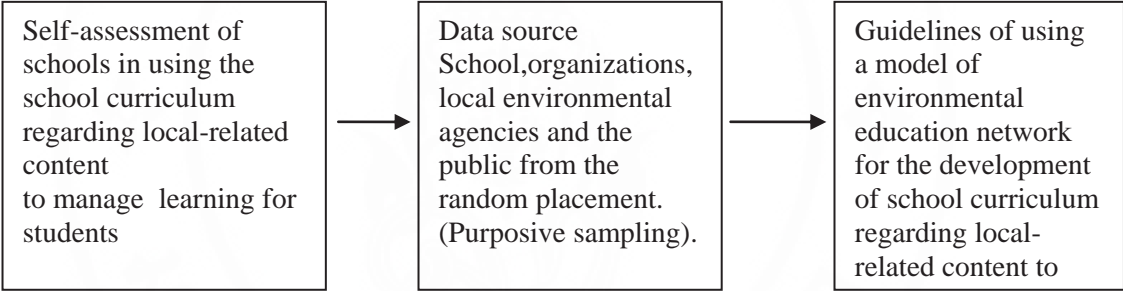 Self-assessment of
schools in using the
school curriculum
regarding local-related
content
to manage  learning for
students
Data source
School,organizations,
local environmental
agencies and the
public from the
random placement.
(Purposive sampling).
Guidelines of using
a model of
environmental
education network
for the development
of school curriculum
regarding local-
related content to